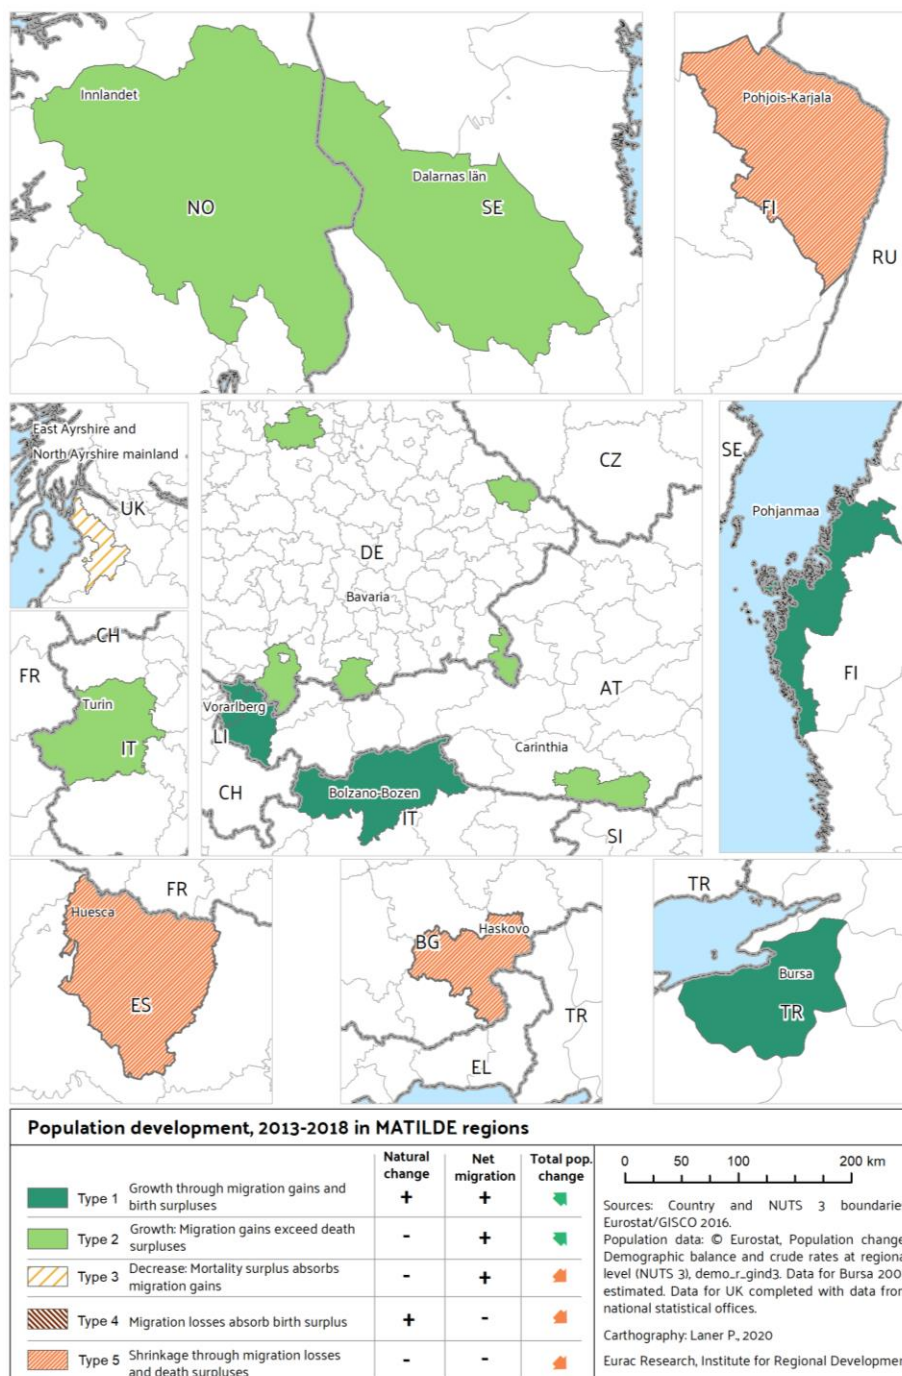 Innlandet
NO
Dalarnas län
SE
Pohjois-Karjala
FI
RU
East Ayrshire and
North Ayrshire mainland
UK
CH
FR
Turin
IT
CZ
DE
Bavaria
AT
Vorarlberg
LI
Carinthia
CH
Bolzano-Bozen
IT
SI
SE
Pohjanmaa
FI
FR
Huesca
ES
BG
Haskovo
TR
EL
TR
Bursa
TR
Population development, 2013-2018 in MATILDE regions
Natural change
Net migration
Total pop. change
Type 1 Growth through migration gains and birth surpluses + +
Type 2 Growth: Migration gains exceed death surpluses - +
Type 3 Decrease: Mortality surplus absorbs migration gains - +
Type 4 Migration losses absorb birth surplus + -
Type 5 Shrinkage through migration losses and death surpluses - -
0 50 100 200 km
Sources: Country and NUTS 3 boundarie
Eurostat/GISCO 2016.
Population data: © Eurostat, Population change
Demographic balance and crude rates at regiona
level (NUTS 3), demo_r_gind3. Data for Bursa 200
estimated. Data for UK completed with data fron
national statistical offices.
Carthography: Laner P., 2020
Eurac Research, Institute for Regional Developmen